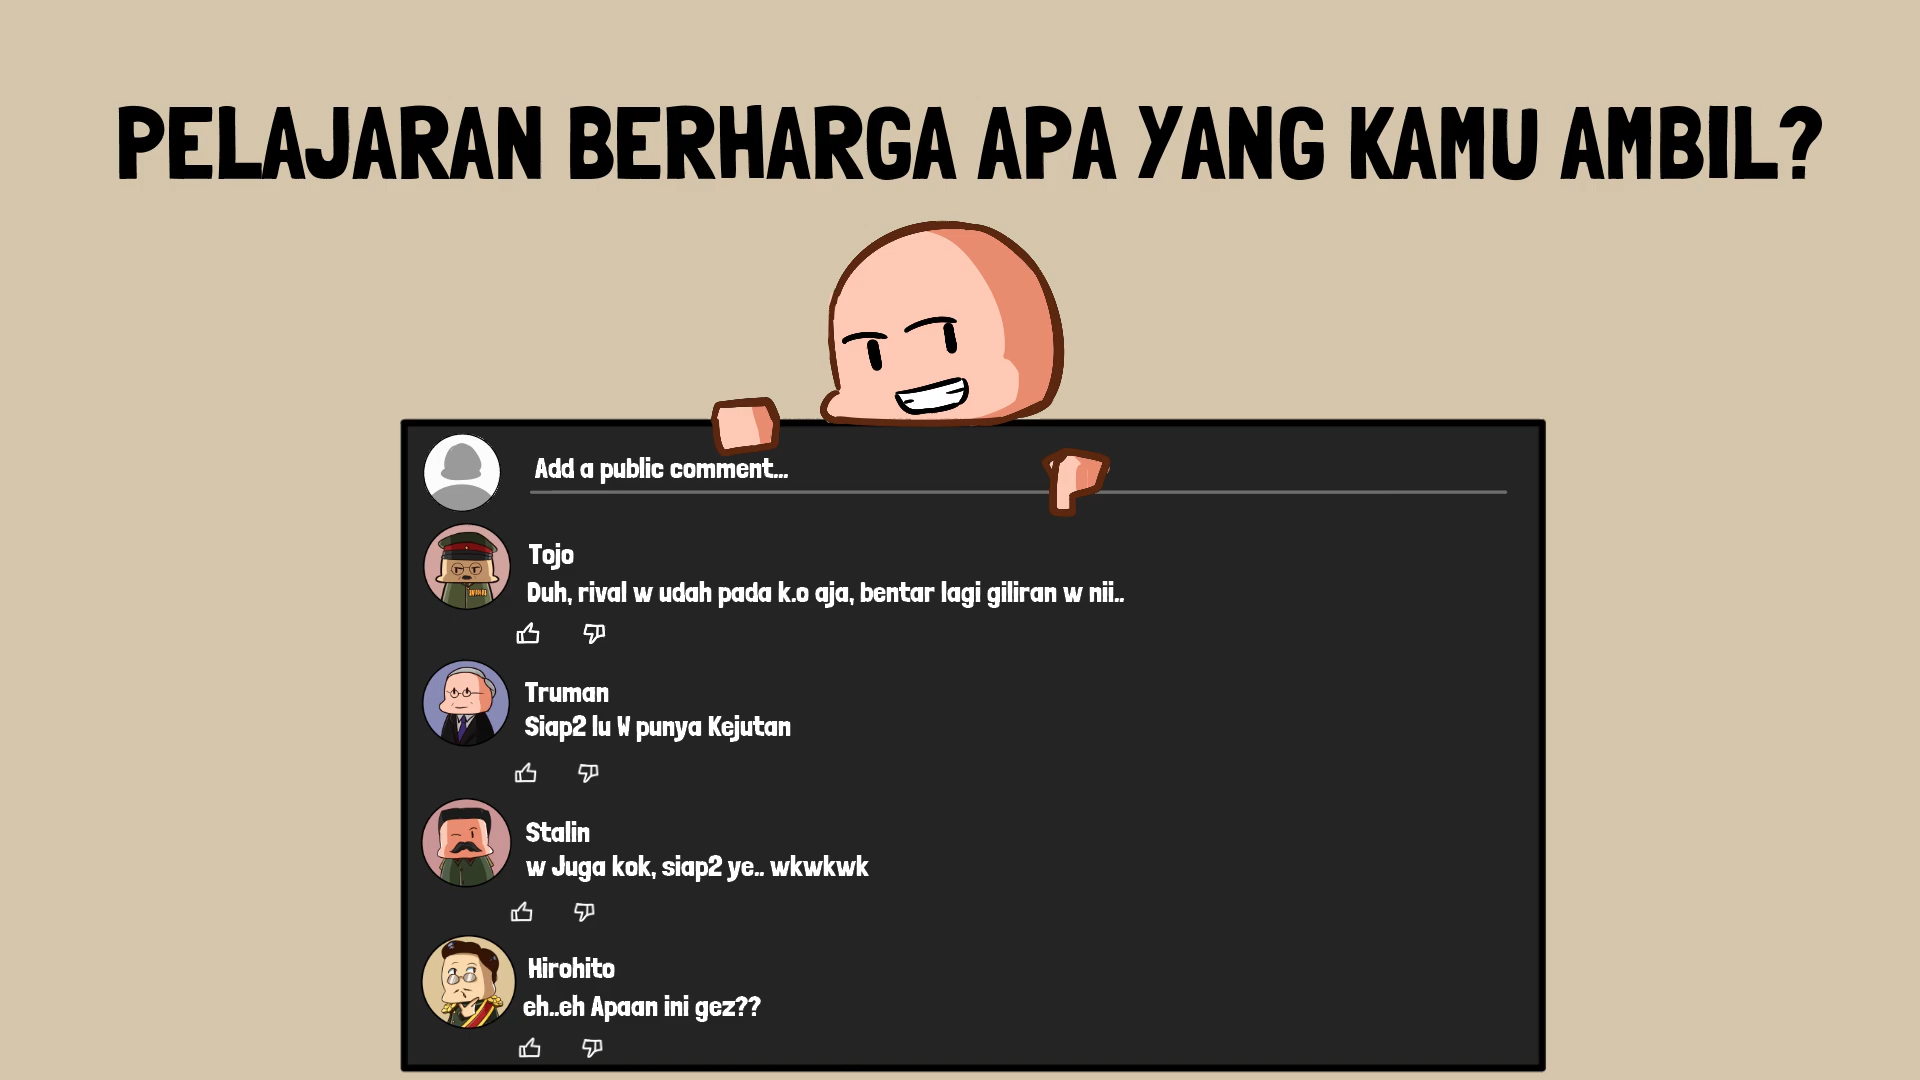 PELAJARAN BERHARGA APA YANG KAMU AMBIL?
Add a public comment...
Tojo
Duh, rival w udah pada k.o aja, bentar lagi giliran w nii..
Truman
Siap2 lu W punya Kejutan
Stalin
w Juga kok, siap2 ye.. wkwkwk
Hirohito
eh..eh Apaan ini gez??